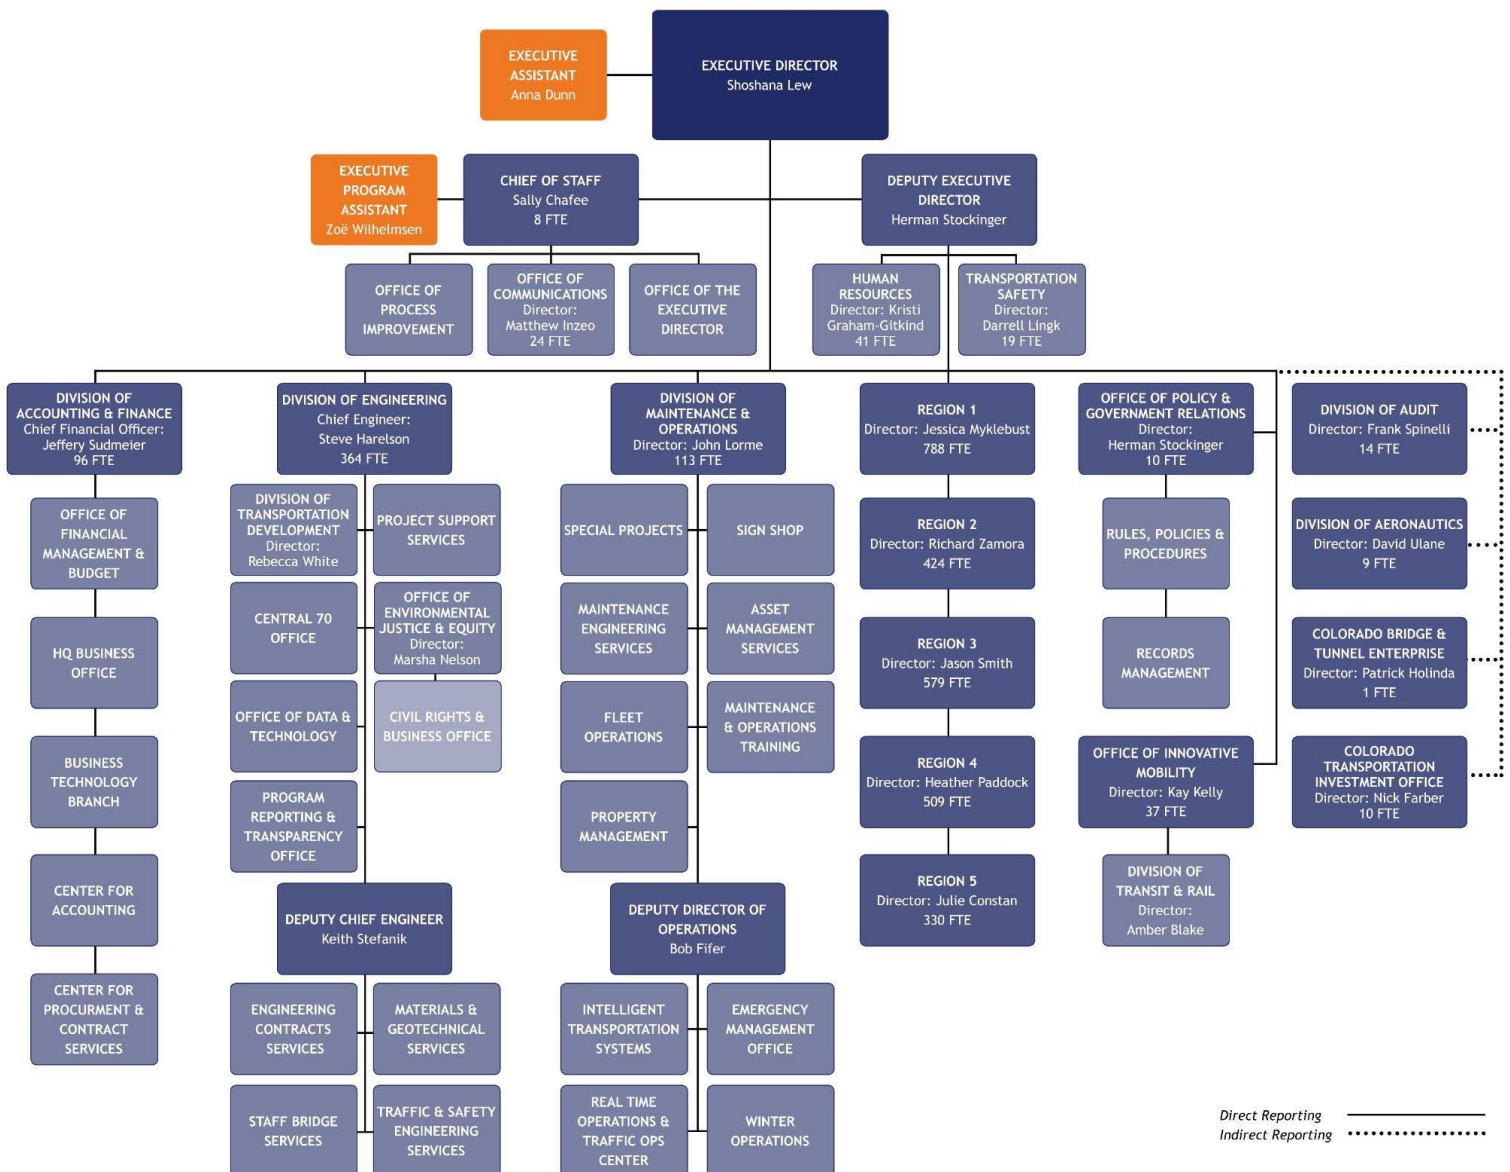 EXECUTIVE
ASSISTANT
Anna Dunn
EXECUTIVE DIRECTOR
Shoshana Lew
EXECUTIVE
PROGRAM
ASSISTANT
Zoë Wilhelmsen
CHIEF OF STAFF
Sally Chafee
8 FTE
DEPUTY EXECUTIVE
DIRECTOR
Herman Stockinger
OFFICE OF
PROCESS
IMPROVEMENT
OFFICE OF
COMMUNICATIONS
Director:
Matthew Inzeo
24 FTE
OFFICE OF THE
EXECUTIVE
DIRECTOR
HUMAN
RESOURCES
Director: Kristi
Graham-Gitkind
41 FTE
TRANSPORTATION
SAFETY
Director:
Darrell Lingk
19 FTE
DIVISION OF
ACCOUNTING & FINANCE
Chief Financial Officer:
Jeffery Sudmeier
96 FTE
OFFICE OF
FINANCIAL
MANAGEMENT &
BUDGET
HQ BUSINESS
OFFICE
BUSINESS
TECHNOLOGY
BRANCH
CENTER FOR
ACCOUNTING
CENTER FOR
PROCURMENT &
CONTRACT
SERVICES
DIVISION OF ENGINEERING
Chief Engineer:
Steve Harelson
364 FTE
DIVISION OF
TRANSPORTATION
DEVELOPMENT
Director:
Rebecca White
PROJECT SUPPORT
SERVICES
CENTRAL 70
OFFICE
OFFICE OF
ENVIRONMENTAL
JUSTICE & EQUITY
Director:
Marsha Nelson
OFFICE OF DATA &
TECHNOLOGY
CIVIL RIGHTS &
BUSINESS OFFICE
PROGRAM
REPORTING &
TRANSPARENCY
OFFICE
DEPUTY CHIEF ENGINEER
Keith Stefanik
ENGINEERING
CONTRACTS
SERVICES
MATERIALS &
GEOTECHNICAL
SERVICES
STAFF BRIDGE
SERVICES
TRAFFIC & SAFETY
ENGINEERING
SERVICES
DIVISION OF
MAINTENANCE &
OPERATIONS
Director: John Lorme
113 FTE
SPECIAL PROJECTS
SIGN SHOP
MAINTENANCE
ENGINEERING
SERVICES
ASSET
MANAGEMENT
SERVICES
FLEET
OPERATIONS
MAINTENANCE
& OPERATIONS
TRAINING
PROPERTY
MANAGEMENT
DEPUTY DIRECTOR OF
OPERATIONS
Bob Fifer
INTELLIGENT
TRANSPORTATION
SYSTEMS
EMERGENCY
MANAGEMENT
OFFICE
REAL TIME
OPERATIONS &
TRAFFIC OPS
CENTER
WINTER
OPERATIONS
REGION 1
Director: Jessica Myklebust
788 FTE
REGION 2
Director: Richard Zamora
424 FTE
REGION 3
Director: Jason Smith
579 FTE
REGION 4
Director: Heather Paddock
509 FTE
REGION 5
Director: Julie Constan
330 FTE
OFFICE OF POLICY &
GOVERNMENT RELATIONS
Director:
Herman Stockinger
10 FTE
RULES, POLICIES &
PROCEDURES
RECORDS
MANAGEMENT
OFFICE OF INNOVATIVE
MOBILITY
Director: Kay Kelly
37 FTE
DIVISION OF
TRANSIT & RAIL
Director:
Amber Blake
DIVISION OF AUDIT
Director: Frank Spinelli
14 FTE
DIVISION OF AERONAUTICS
Director: David Ulane
9 FTE
COLORADO BRIDGE &
TUNNEL ENTERPRISE
Director: Patrick Holinda
1 FTE
COLORADO
TRANSPORTATION
INVESTMENT OFFICE
Director: Nick Farber
10 FTE
Direct Reporting
Indirect Reporting